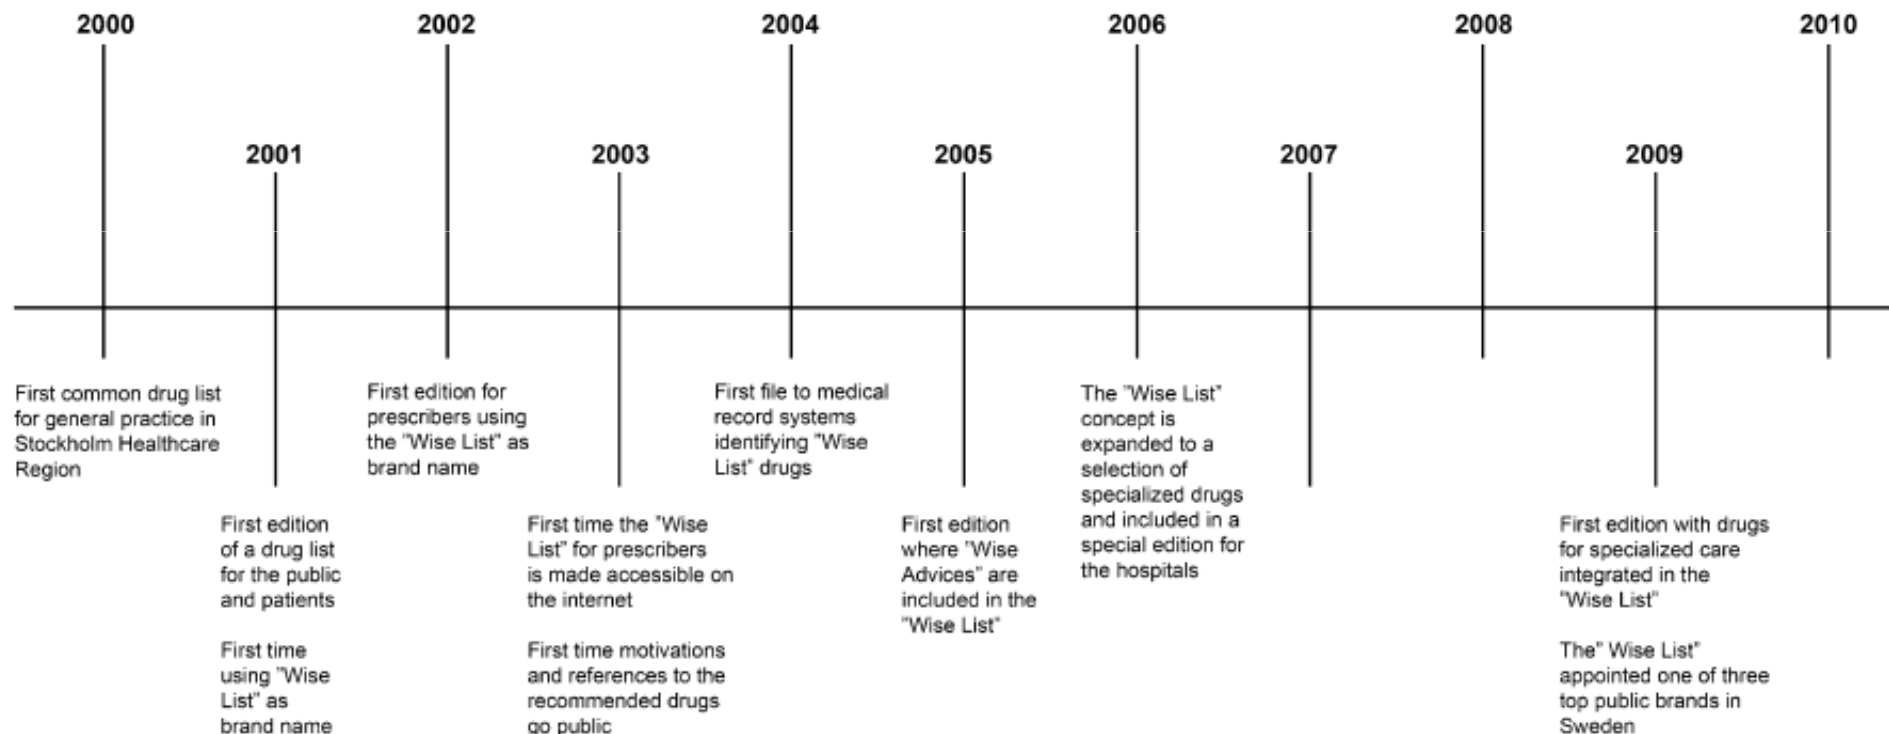 2000
2002
2004
2006
2008
2010
2001
2003
2005
2007
2009
First common drug list
for general practice in
Stockholm Healthcare
Region
First edition for
prescribers using
the "Wise List" as
brand name
First file to medical
record systems
identifying "Wise
List" drugs
The "Wise List"
concept is
expanded to a
selection of
specialized drugs
and included in a
special edition for
the hospitals
First edition
of a drug list
for the public
and patients
First time
using "Wise
List" as
brand name
First time the "Wise
List" for prescribers
is made accessible on
the internet
First time motivations
and references to the
recommended drugs
go public
First edition
where "Wise
Advices" are
included in the
"Wise List"
First edition with drugs
for specialized care
integrated in the
"Wise List"
The" Wise List"
appointed one of three
top public brands in
Sweden